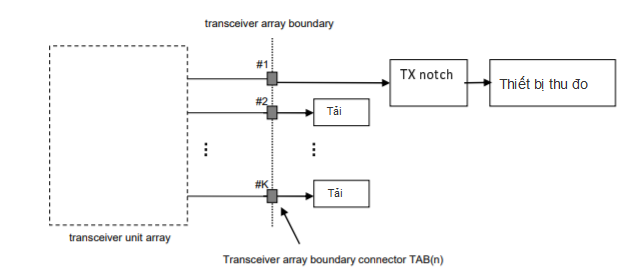 transceiver array boundary
#1
TX notch
Thiết bị thu đo
#2
Tải
#K
Tải
transceiver unit array
Transceiver array boundary connector TAB(n)